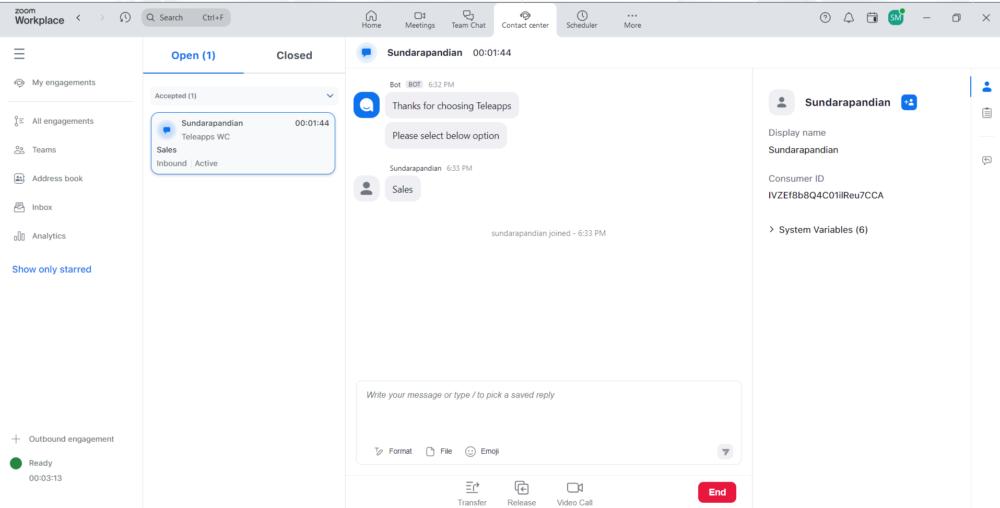 zoom
Workplace
Search Ctrl+F
Home
Meetings
Team Chat
Contact center
Scheduler
More
SM
My engagements
All engagements
Teams
Address book
Inbox
Analytics
Show only starred
Outbound engagement
Ready
00:03:13
Open (1)
Closed
Accepted (1)
Sundarapandian 00:01:44
Teleapps WC
Sales
Inbound Active
Sundarapandian 00:01:44
Bot BOT 6:32 PM
Thanks for choosing Teleapps
Please select below option
Sundarapandian 6:33 PM
Sales
sundarapandian joined - 6:33 PM
Write your message or type / to pick a saved reply
Format File Emoji
Transfer Release Video Call
End
Sundarapandian
Display name
Sundarapandian
Consumer ID
IVZEf8b8Q4C01ilReu7CCA
System Variables (6)